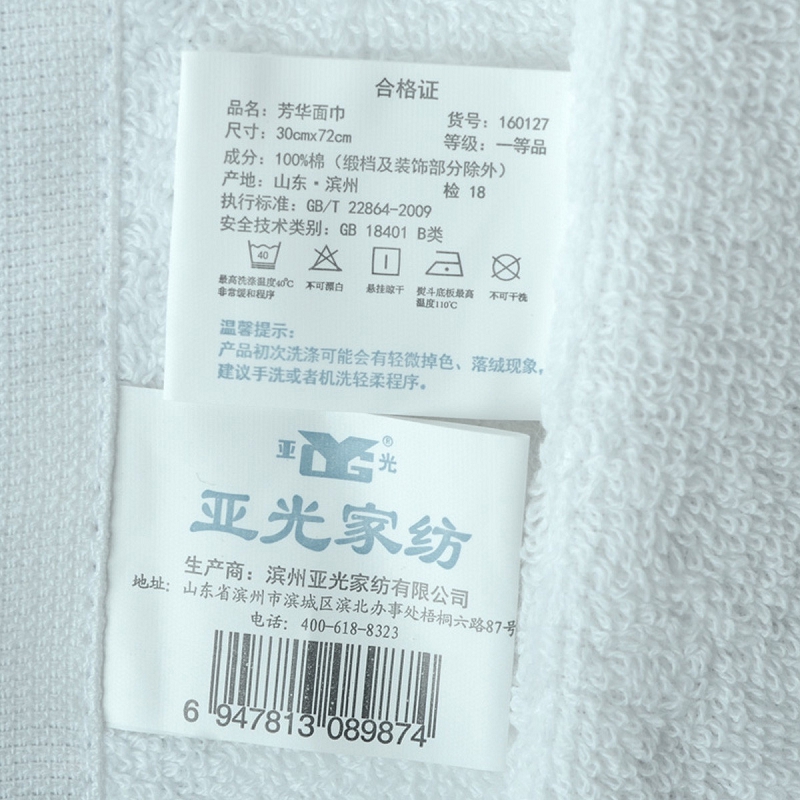 合格证
品名：芳华面巾 货号：160127
尺寸：30cmx72cm 等级：一等品
成分：100%棉（缎档及装饰部分除外）
产地：山东·滨州 检 18
执行标准：GB/T 22864-2009
安全技术类别：GB 18401 B类
40
最高洗涤温度40℃ 不可漂白 悬挂晾干 熨斗底板最高 不可干洗
非常缓和程序 温度110℃
温馨提示：
产品初次洗涤可能会有轻微掉色、落绒现象，
建议手洗或者机洗轻柔程序。
亚 YG ® 光
亚光家纺
生产商：滨州亚光家纺有限公司
地址：山东省滨州市滨城区滨北办事处梧桐六路87号
电话：400-618-8323
6 947813 089874